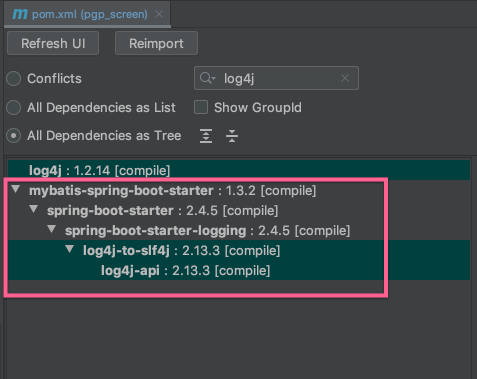 pom.xml (pgp_screen)
Refresh UI Reimport
Conflicts log4j
All Dependencies as List Show GroupId
All Dependencies as Tree
log4j : 1.2.14 [compile]
mybatis-spring-boot-starter : 1.3.2 [compile]
spring-boot-starter : 2.4.5 [compile]
spring-boot-starter-logging : 2.4.5 [compile]
log4j-to-slf4j : 2.13.3 [compile]
log4j-api : 2.13.3 [compile]